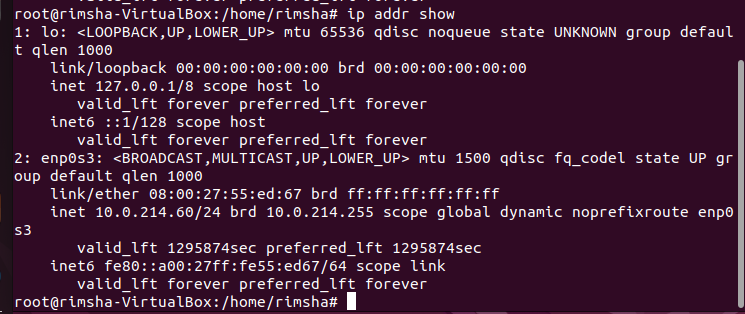 root@rimsha-VirtualBox:/home/rimsha# ip addr show
1: lo: <LOOPBACK,UP,LOWER_UP> mtu 65536 qdisc noqueue state UNKNOWN group defaul
t qlen 1000
    link/loopback 00:00:00:00:00:00 brd 00:00:00:00:00:00
    inet 127.0.0.1/8 scope host lo
       valid_lft forever preferred_lft forever
    inet6 ::1/128 scope host
       valid_lft forever preferred_lft forever
2: enp0s3: <BROADCAST,MULTICAST,UP,LOWER_UP> mtu 1500 qdisc fq_codel state UP gr
oup default qlen 1000
    link/ether 08:00:27:55:ed:67 brd ff:ff:ff:ff:ff:ff
    inet 10.0.214.60/24 brd 10.0.214.255 scope global dynamic noprefixroute enp0
s3
       valid_lft 1295874sec preferred_lft 1295874sec
    inet6 fe80::a00:27ff:fe55:ed67/64 scope link
       valid_lft forever preferred_lft forever
root@rimsha-VirtualBox:/home/rimsha#